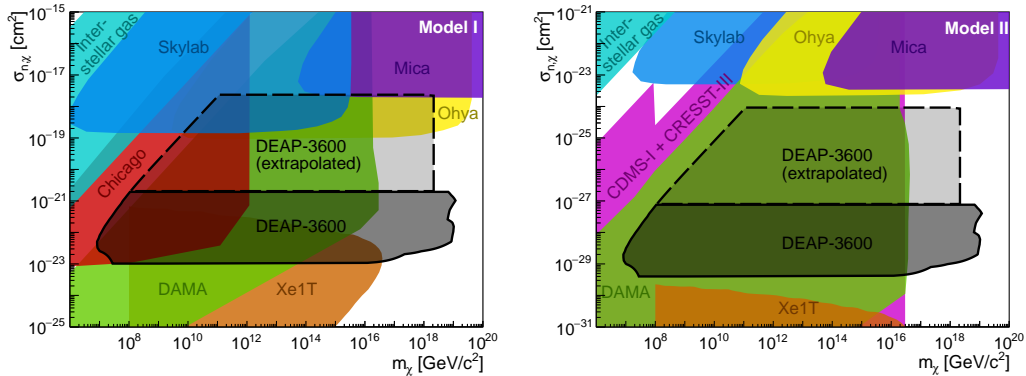 10⁻¹⁵
10⁻¹⁷
10⁻¹⁹
10⁻²¹
10⁻²³
10⁻²⁵
σn,χ [cm²]
Inter-
stellar gas
Skylab
Model I
Mica
Ohya
Chicago
DEAP-3600
(extrapolated)
DEAP-3600
DAMA
Xe1T
10⁸ 10¹⁰ 10¹² 10¹⁴ 10¹⁶ 10¹⁸ 10²⁰
mχ [GeV/c²]
10⁻²¹
10⁻²³
10⁻²⁵
10⁻²⁷
10⁻²⁹
10⁻³¹
σn,χ [cm²]
Inter-
stellar gas
Skylab
Ohya
Model II
Mica
CDMS-I + CRESST-III
DEAP-3600
(extrapolated)
DEAP-3600
DAMA
Xe1T
10⁸ 10¹⁰ 10¹² 10¹⁴ 10¹⁶ 10¹⁸ 10²⁰
mχ [GeV/c²]